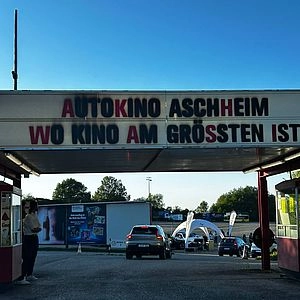 AUTOKINO ASCHHEIM
WO KINO AM GRÖSSTEN IST